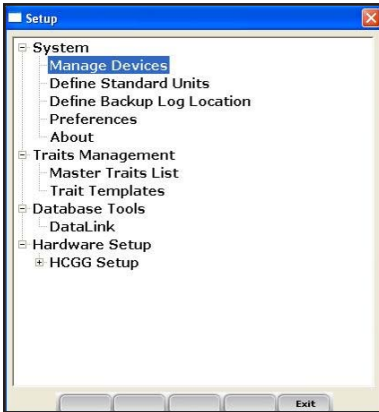 Setup
System
Manage Devices
Define Standard Units
Define Backup Log Location
Preferences
About
Traits Management
Master Traits List
Trait Templates
Database Tools
DataLink
Hardware Setup
HCGG Setup
Exit